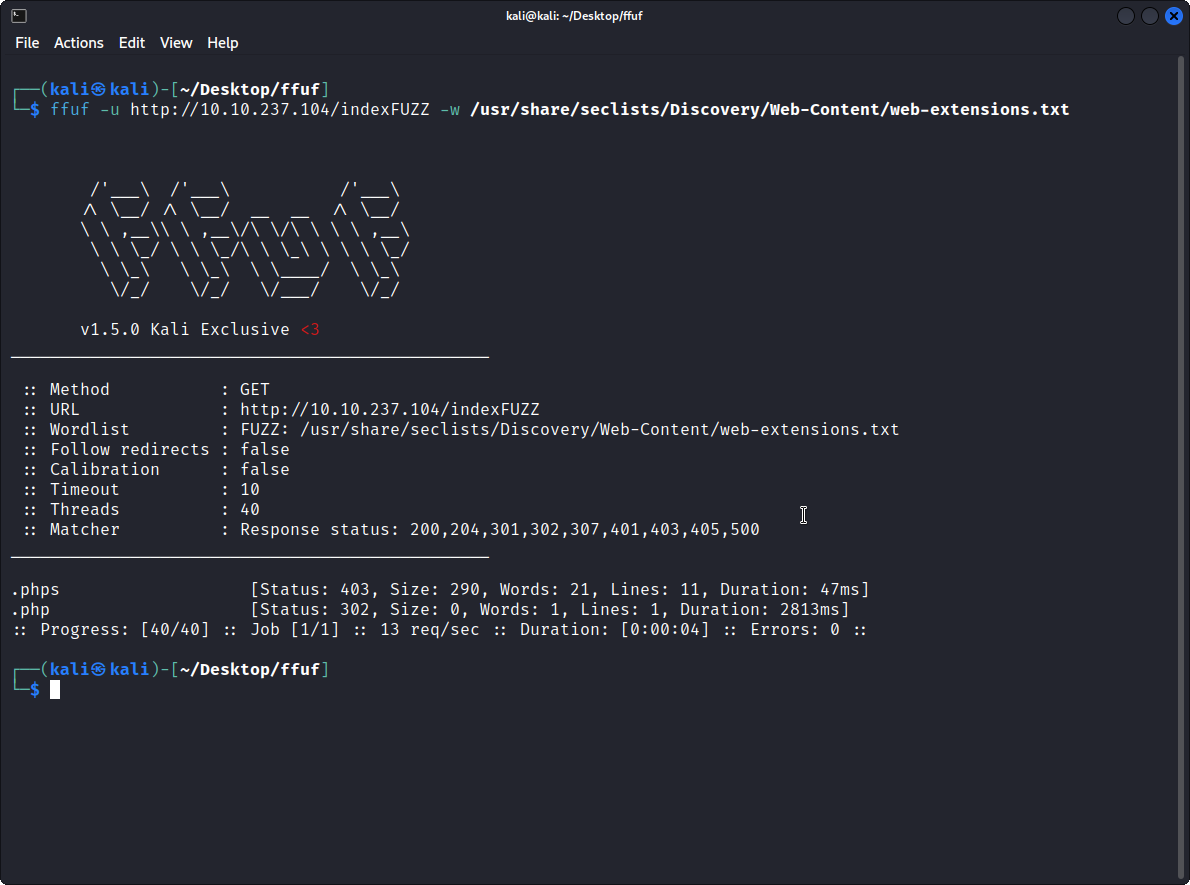 kali@kali: ~/Desktop/ffuf
File Actions Edit View Help
┌──(kali㉿kali)-[~/Desktop/ffuf]
└─$ ffuf -u http://10.10.237.104/indexFUZZ -w /usr/share/seclists/Discovery/Web-Content/web-extensions.txt
        /'___\  /'___\           /'___\
       /\ \__/ /\ \__/  __  __  /\ \__/
       \ \ ,__\\ \ ,__\/\ \/\ \ \ \ ,__\
        \ \ \_/ \ \ \_/\ \ \_\ \ \ \ \_/
         \ \_\   \ \_\  \ \____/  \ \_\
          \/_/    \/_/   \/___/    \/_/
       v1.5.0 Kali Exclusive <3
________________________________________________
 :: Method           : GET
 :: URL              : http://10.10.237.104/indexFUZZ
 :: Wordlist         : FUZZ: /usr/share/seclists/Discovery/Web-Content/web-extensions.txt
 :: Follow redirects : false
 :: Calibration      : false
 :: Timeout          : 10
 :: Threads          : 40
 :: Matcher          : Response status: 200,204,301,302,307,401,403,405,500
________________________________________________
.phps                   [Status: 403, Size: 290, Words: 21, Lines: 11, Duration: 47ms]
.php                    [Status: 302, Size: 0, Words: 1, Lines: 1, Duration: 2813ms]
:: Progress: [40/40] :: Job [1/1] :: 13 req/sec :: Duration: [0:00:04] :: Errors: 0 ::
┌──(kali㉿kali)-[~/Desktop/ffuf]
└─$